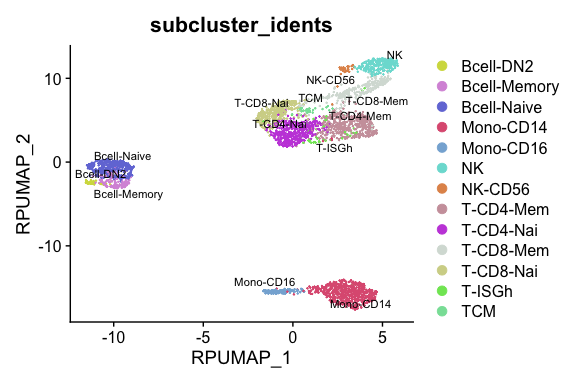 subcluster_idents
RPUMAP_2
10
0
-10
NK
NK-CD56
T-CD8-Nai
TCM
T-CD8-Mem
T-CD4-Mem
T-CD4-Nai
T-ISGh
Bcell-Naive
Bcell-DN2
Bcell-Memory
Mono-CD16
Mono-CD14
-10
-5
0
5
RPUMAP_1
Bcell-DN2
Bcell-Memory
Bcell-Naive
Mono-CD14
Mono-CD16
NK
NK-CD56
T-CD4-Mem
T-CD4-Nai
T-CD8-Mem
T-CD8-Nai
T-ISGh
TCM